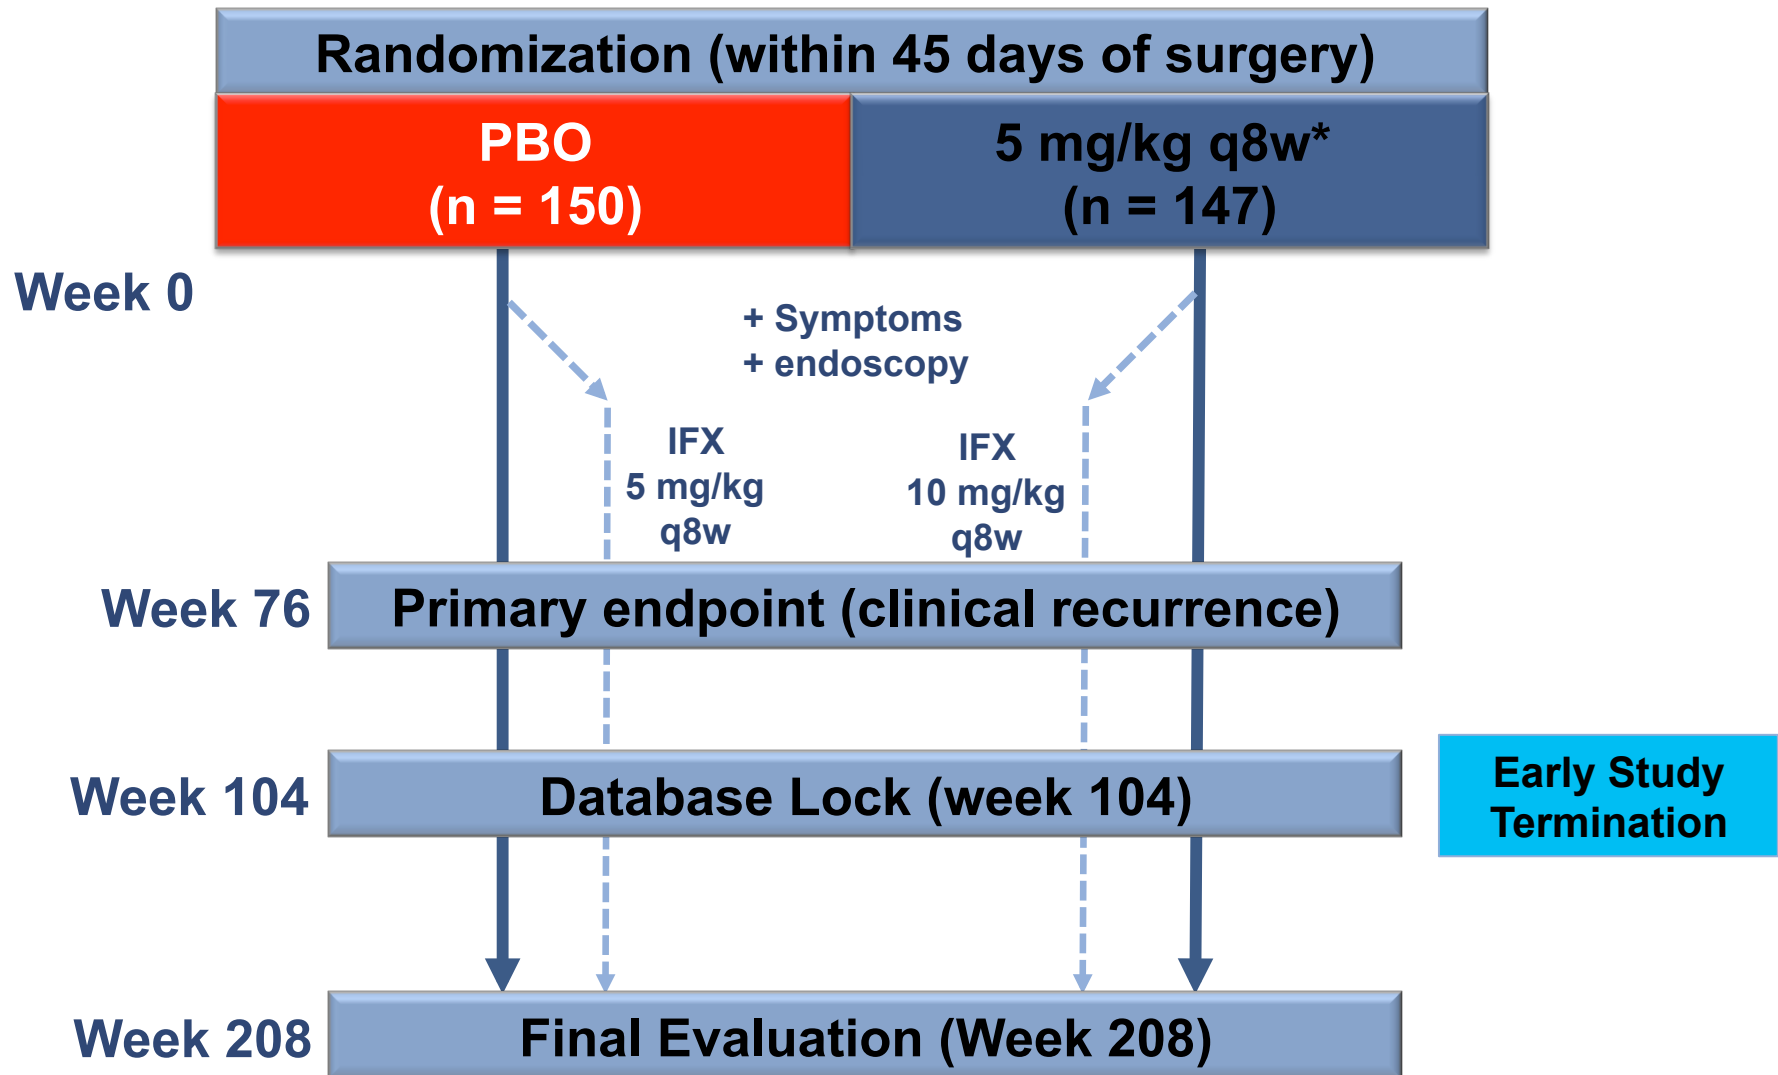 Randomization (within 45 days of surgery)
PBO
(n = 150)
5 mg/kg q8w*
(n = 147)
Week 0
+ Symptoms
+ endoscopy
IFX
5 mg/kg
q8w
IFX
10 mg/kg
q8w
Week 76
Primary endpoint (clinical recurrence)
Week 104
Database Lock (week 104)
Early Study
Termination
Week 208
Final Evaluation (Week 208)